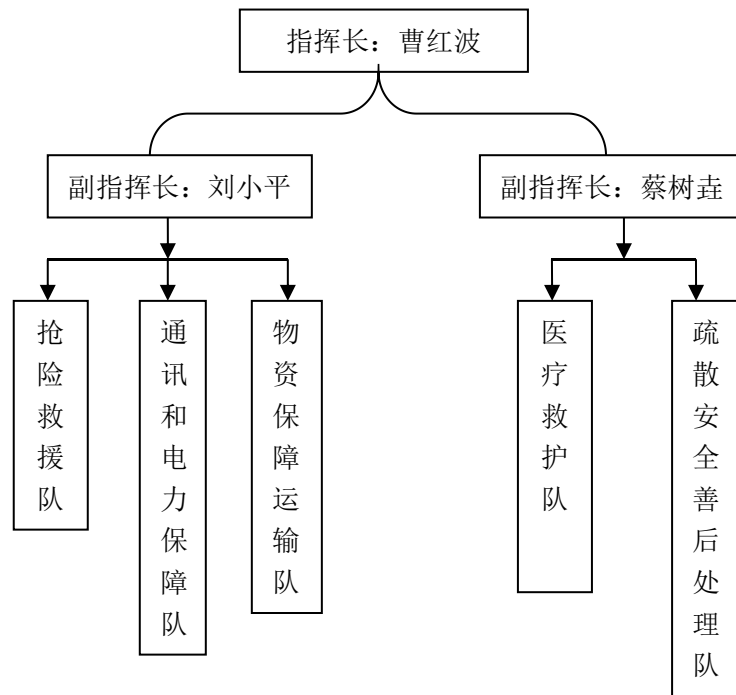 指挥长：曹红波
副指挥长：刘小平
副指挥长：蔡树垚
抢险救援队
通讯和电力保障队
物资保障运输队
医疗救护队
疏散安全善后处理队